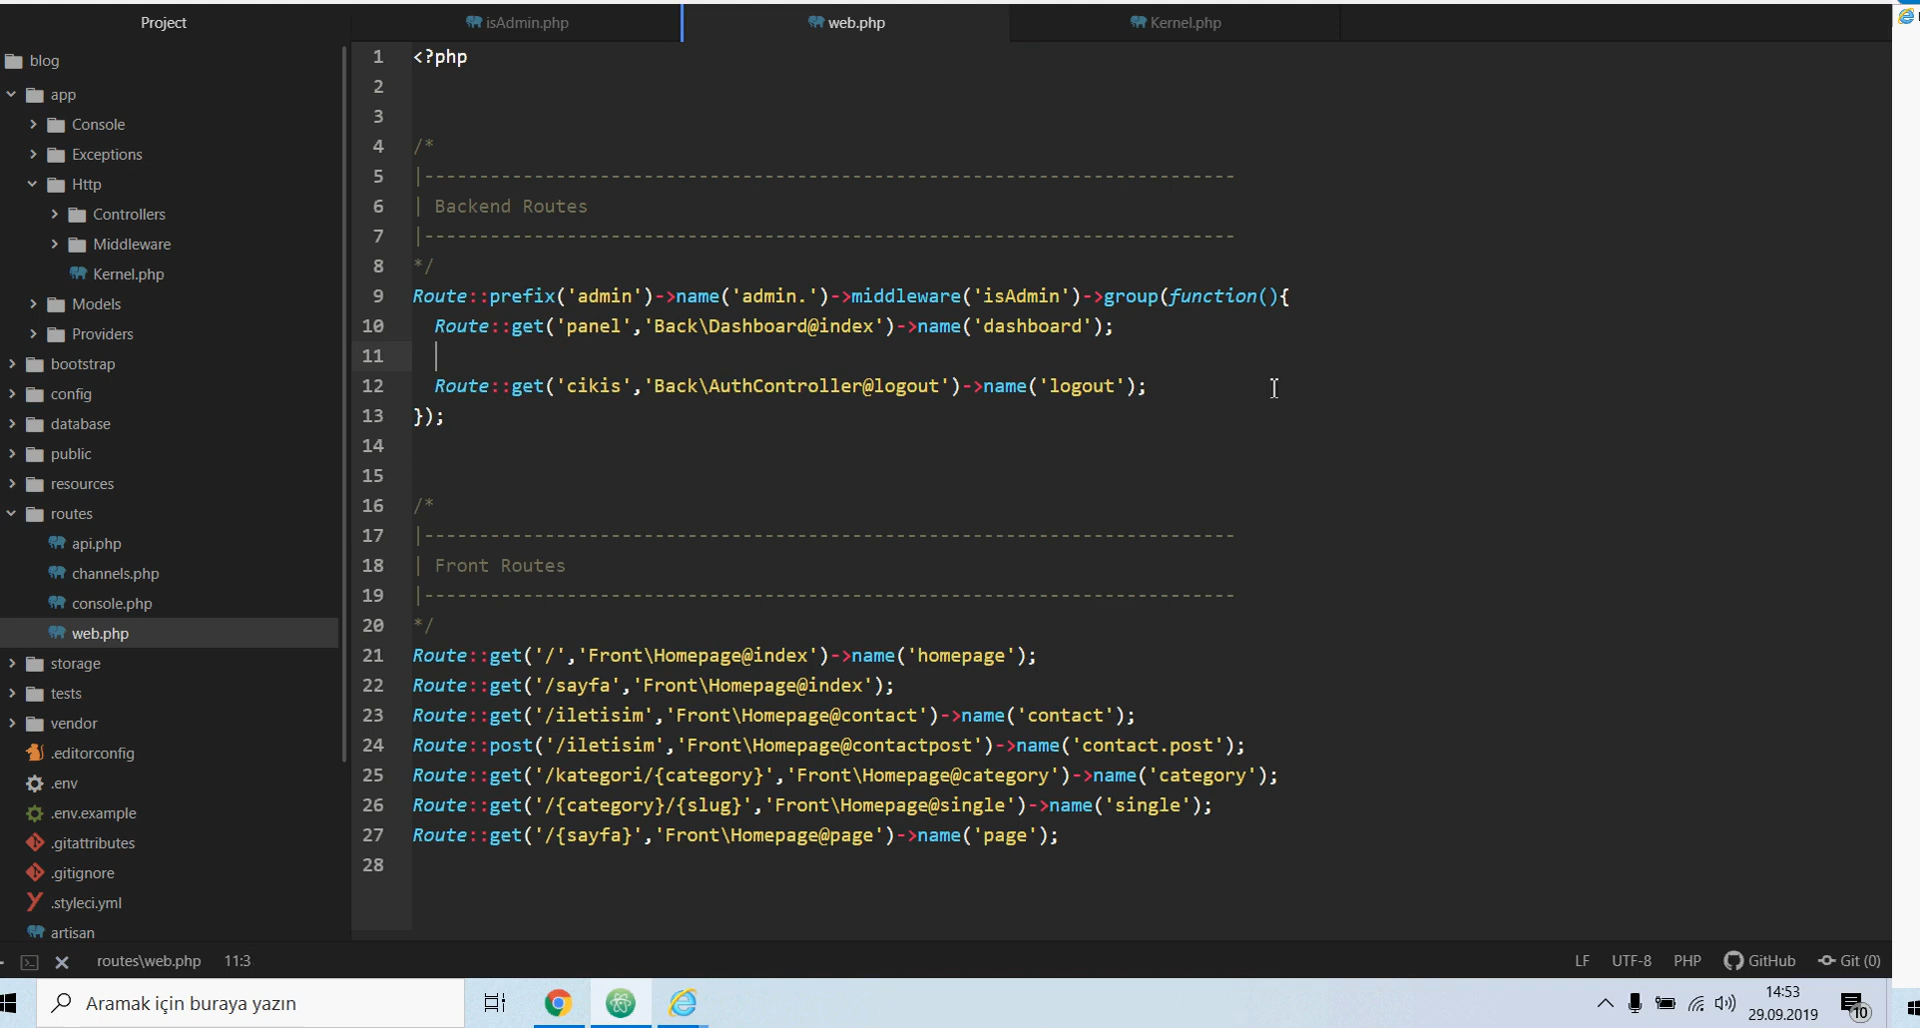 Project
isAdmin.php
web.php
Kernel.php
blog
app
Console
Exceptions
Http
Controllers
Middleware
Kernel.php
Models
Providers
bootstrap
config
database
public
resources
routes
api.php
channels.php
console.php
web.php
storage
tests
vendor
.editorconfig
.env
.env.example
.gitattributes
.gitignore
.styleci.yml
artisan
1 <?php
2
3
4 /*
5 |--------------------------------------------------------------------------
6 | Backend Routes
7 |--------------------------------------------------------------------------
8 */
9 Route::prefix('admin')->name('admin.')->middleware('isAdmin')->group(function(){
10 Route::get('panel','Back\Dashboard@index')->name('dashboard');
11
12 Route::get('cikis','Back\AuthController@logout')->name('logout');
13 });
14
15
16 /*
17 |--------------------------------------------------------------------------
18 | Front Routes
19 |--------------------------------------------------------------------------
20 */
21 Route::get('/','Front\Homepage@index')->name('homepage');
22 Route::get('/sayfa','Front\Homepage@index');
23 Route::get('/iletisim','Front\Homepage@contact')->name('contact');
24 Route::post('/iletisim','Front\Homepage@contactpost')->name('contact.post');
25 Route::get('/kategori/{category}','Front\Homepage@category')->name('category');
26 Route::get('/{category}/{slug}','Front\Homepage@single')->name('single');
27 Route::get('/{sayfa}','Front\Homepage@page')->name('page');
28
routes\web.php 11:3
LF UTF-8 PHP GitHub Git (0)
Aramak için buraya yazın
14:53
29.09.2019
10